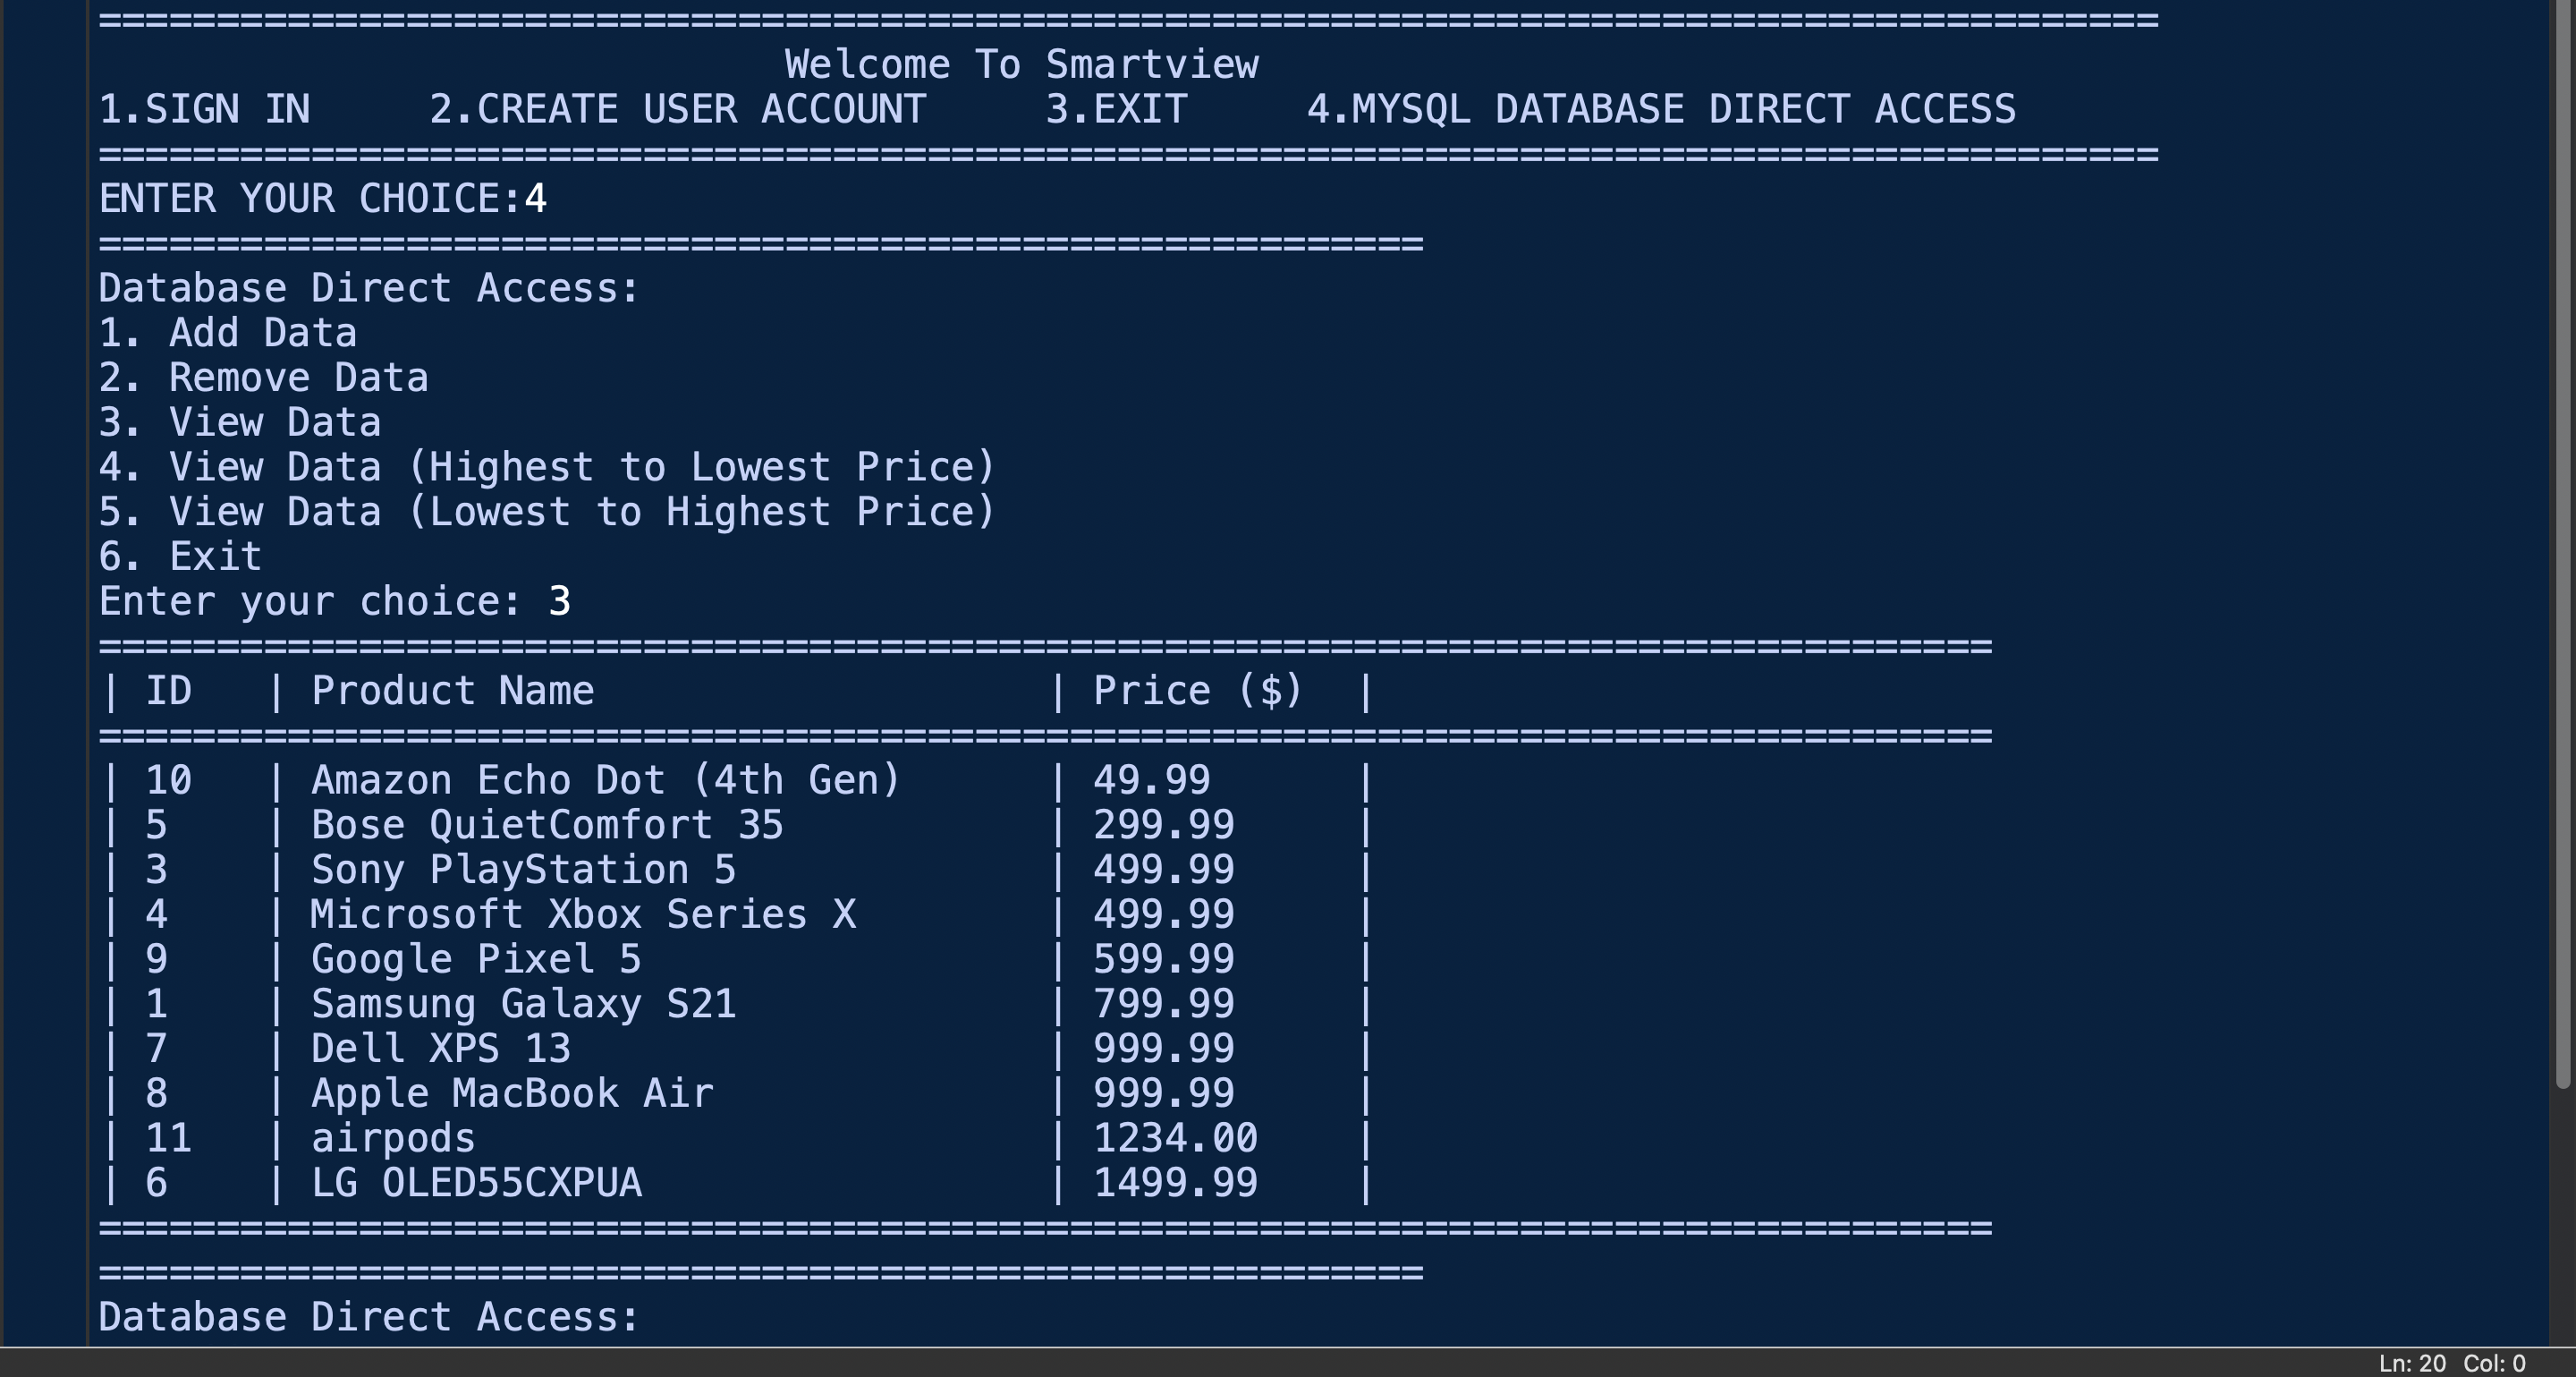 =======================================================================================
                             Welcome To Smartview
1.SIGN IN     2.CREATE USER ACCOUNT     3.EXIT     4.MYSQL DATABASE DIRECT ACCESS
=======================================================================================
ENTER YOUR CHOICE:4
========================================================
Database Direct Access:
1. Add Data
2. Remove Data
3. View Data
4. View Data (Highest to Lowest Price)
5. View Data (Lowest to Highest Price)
6. Exit
Enter your choice: 3
================================================================================
| ID   | Product Name                   | Price ($)  |
================================================================================
| 10   | Amazon Echo Dot (4th Gen)      | 49.99      |
| 5    | Bose QuietComfort 35           | 299.99     |
| 3    | Sony PlayStation 5             | 499.99     |
| 4    | Microsoft Xbox Series X        | 499.99     |
| 9    | Google Pixel 5                 | 599.99     |
| 1    | Samsung Galaxy S21             | 799.99     |
| 7    | Dell XPS 13                    | 999.99     |
| 8    | Apple MacBook Air              | 999.99     |
| 11   | airpods                        | 1234.00    |
| 6    | LG OLED55CXPUA                 | 1499.99    |
================================================================================
========================================================
Database Direct Access:
Ln: 20 Col: 0